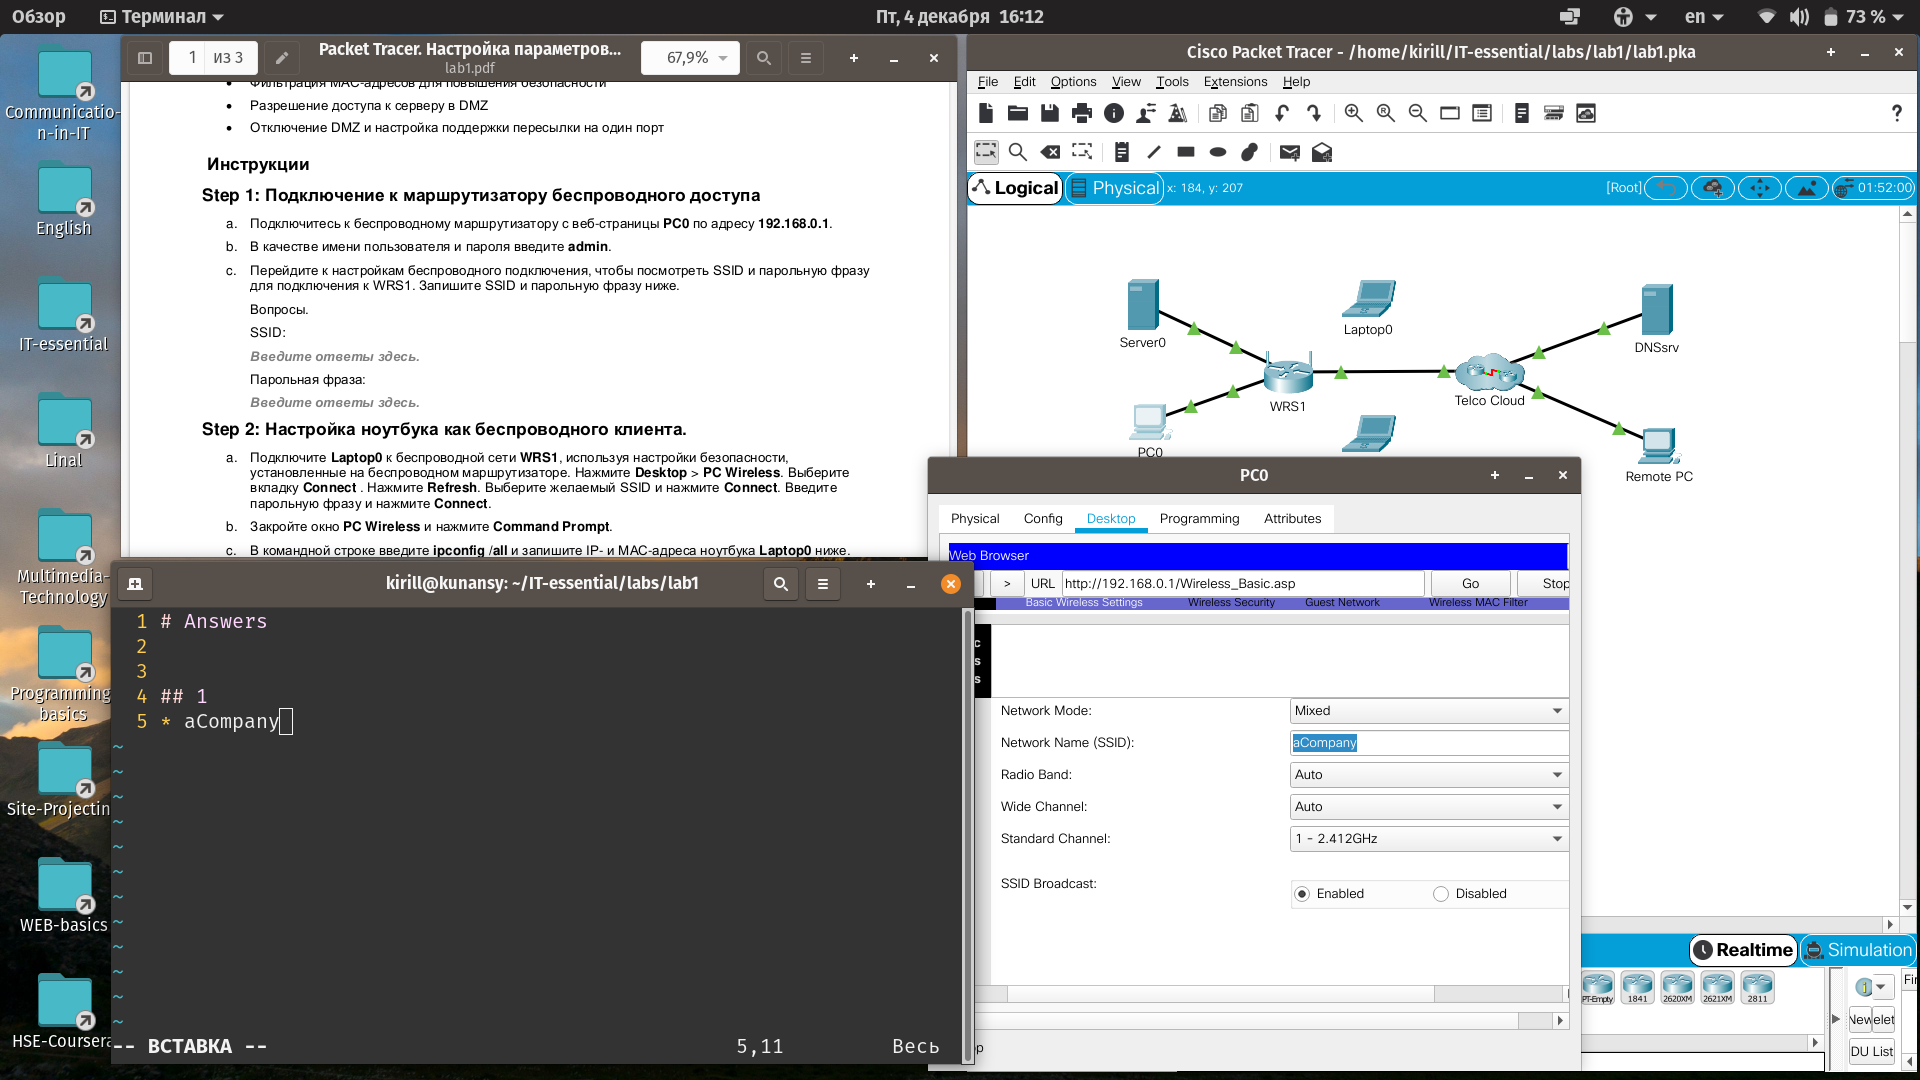 Обзор
Терминал
Пт, 4 декабря 16:12
en
73 %
Communicatio-
n-in-IT
English
IT-essential
Linal
Multimedia-
Technology
Programming-
basics
Site-Projectin
WEB-basics
HSE-Coursera
1 из 3
Packet Tracer. Настройка параметров...
lab1.pdf
67,9%
• Фильтрация MAC-адресов для повышения безопасности
• Разрешение доступа к серверу в DMZ
• Отключение DMZ и настройка поддержки пересылки на один порт
Инструкции
Step 1: Подключение к маршрутизатору беспроводного доступа
a. Подключитесь к беспроводному маршрутизатору с веб-страницы PC0 по адресу 192.168.0.1.
b. В качестве имени пользователя и пароля введите admin.
c. Перейдите к настройкам беспроводного подключения, чтобы посмотреть SSID и парольную фразу
для подключения к WRS1. Запишите SSID и парольную фразу ниже.
Вопросы.
SSID:
Введите ответы здесь.
Парольная фраза:
Введите ответы здесь.
Step 2: Настройка ноутбука как беспроводного клиента.
a. Подключите Laptop0 к беспроводной сети WRS1, используя настройки безопасности,
установленные на беспроводном маршрутизаторе. Нажмите Desktop > PC Wireless. Выберите
вкладку Connect . Нажмите Refresh. Выберите желаемый SSID и нажмите Connect. Введите
парольную фразу и нажмите Connect.
b. Закройте окно PC Wireless и нажмите Command Prompt.
c. В командной строке введите ipconfig /all и запишите IP- и MAC-адреса ноутбука Laptop0 ниже.
kirill@kunansy: ~/IT-essential/labs/lab1
1 # Answers
2
3
4 ## 1
5 * aCompany
~
~
~
~
~
~
~
~
~
~
~
~
-- ВСТАВКА --
5,11
Весь
Cisco Packet Tracer - /home/kirill/IT-essential/labs/lab1/lab1.pka
File Edit Options View Tools Extensions Help
?
Logical
Physical
x: 184, y: 207
[Root]
01:52:00
Server0
Laptop0
DNSsrv
WRS1
Telco Cloud
PC0
Remote PC
PC0
Physical Config Desktop Programming Attributes
Web Browser
> URL http://192.168.0.1/Wireless_Basic.asp Go Stop
Basic Wireless Settings Wireless Security Guest Network Wireless MAC Filter
c
s
s
Network Mode: Mixed
Network Name (SSID): aCompany
Radio Band: Auto
Wide Channel: Auto
Standard Channel: 1 - 2.412GHz
SSID Broadcast: Enabled Disabled
op
Realtime
Simulation
PT-Empty 1841 2620XM 2621XM 2811
Fir
New
elet
DU List